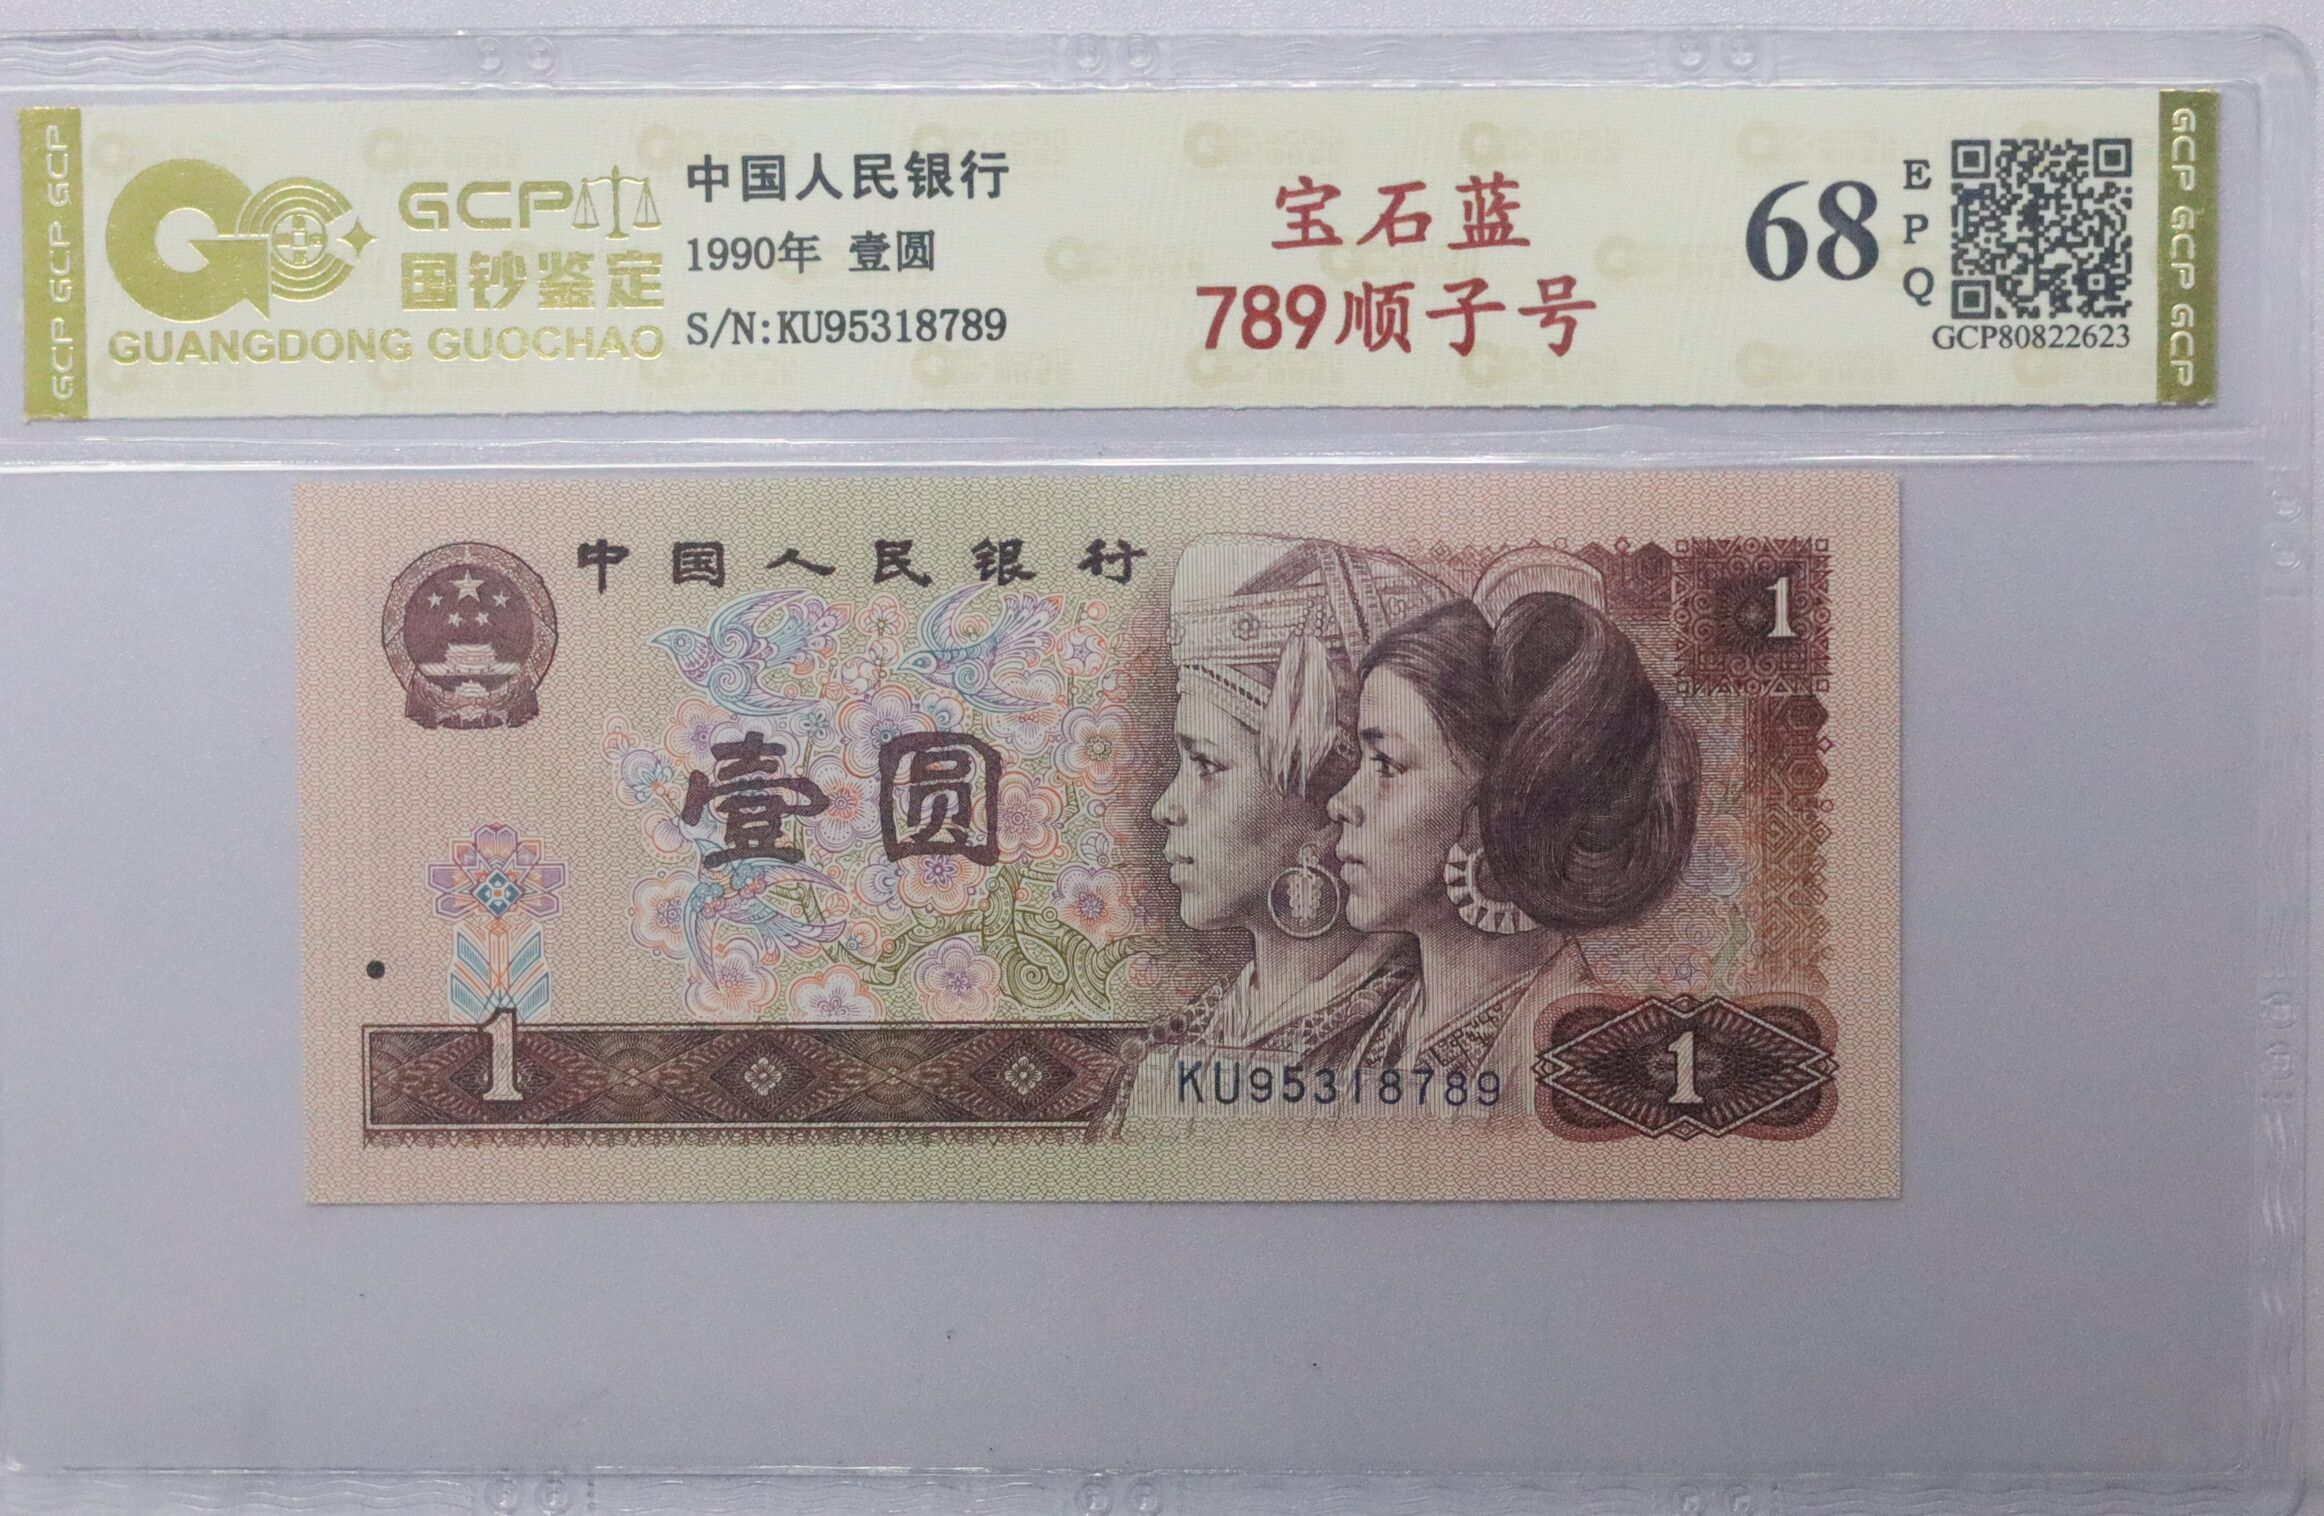 GCP GCP GCP
GCP
国钞鉴定
GUANGDONG GUOCHAO
中国人民银行
1990年 壹圆
S/N:KU95318789
宝石蓝
789顺子号
68
EPQ
GCP80822623
GCP GCP GCP
中国人民银行
1
壹圆
1
KU95318789
1